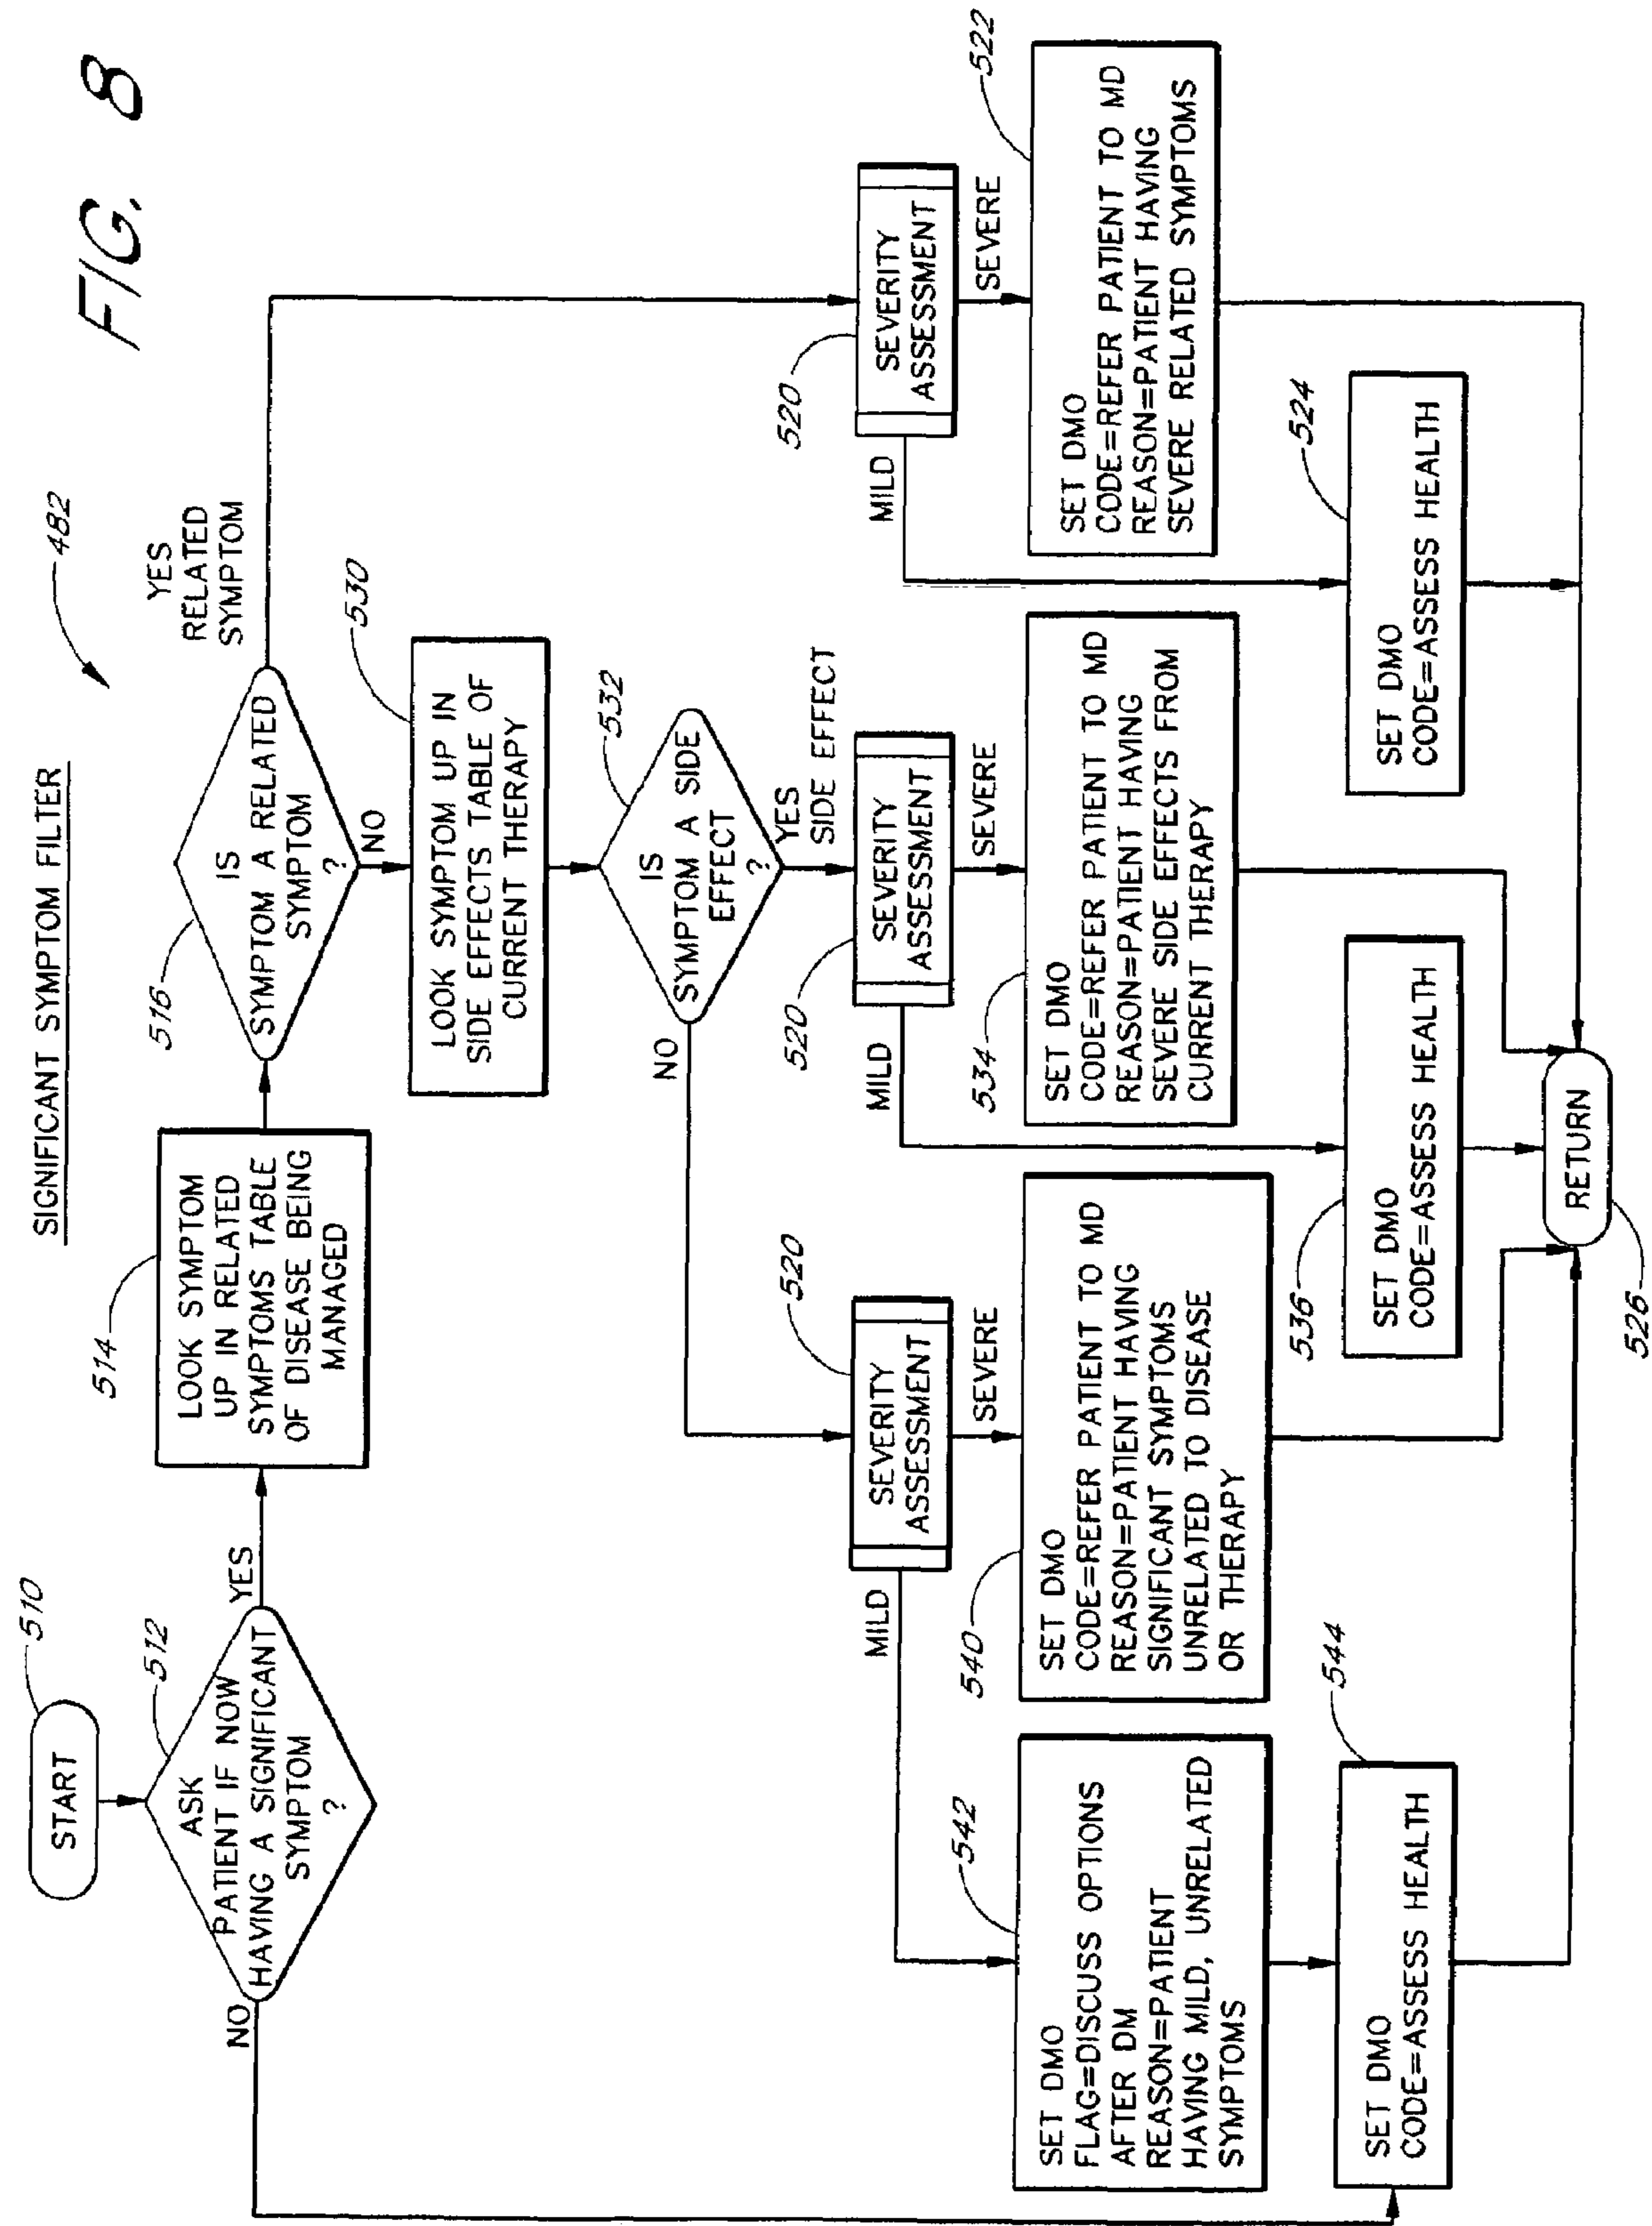 FIG. 8
SIGNIFICANT SYMPTOM FILTER
482
START
510
ASK
PATIENT IF NOW
HAVING A SIGNIFICANT
SYMPTOM
?
512
NO
YES
LOOK SYMPTOM
UP IN RELATED
SYMPTOMS TABLE
OF DISEASE BEING
MANAGED
514
IS
SYMPTOM A RELATED
SYMPTOM
?
516
YES
RELATED
SYMPTOM
NO
LOOK SYMPTOM UP IN
SIDE EFFECTS TABLE OF
CURRENT THERAPY
530
IS
SYMPTOM A SIDE
EFFECT
?
532
NO
YES
SIDE EFFECT
SEVERITY
ASSESSMENT
520
MILD
SEVERE
SEVERITY
ASSESSMENT
520
MILD
SEVERE
SEVERITY
ASSESSMENT
520
MILD
SEVERE
SET DMO
FLAG=DISCUSS OPTIONS
AFTER DM
REASON=PATIENT
HAVING MILD, UNRELATED
SYMPTOMS
542
SET DMO
CODE=REFER PATIENT TO MD
REASON=PATIENT HAVING
SIGNIFICANT SYMPTOMS
UNRELATED TO DISEASE
OR THERAPY
540
SET DMO
CODE=REFER PATIENT TO MD
REASON=PATIENT HAVING
SEVERE SIDE EFFECTS FROM
CURRENT THERAPY
534
SET DMO
CODE=REFER PATIENT TO MD
REASON=PATIENT HAVING
SEVERE RELATED SYMPTOMS
522
SET DMO
CODE=ASSESS HEALTH
544
SET DMO
CODE=ASSESS HEALTH
536
SET DMO
CODE=ASSESS HEALTH
524
RETURN
526